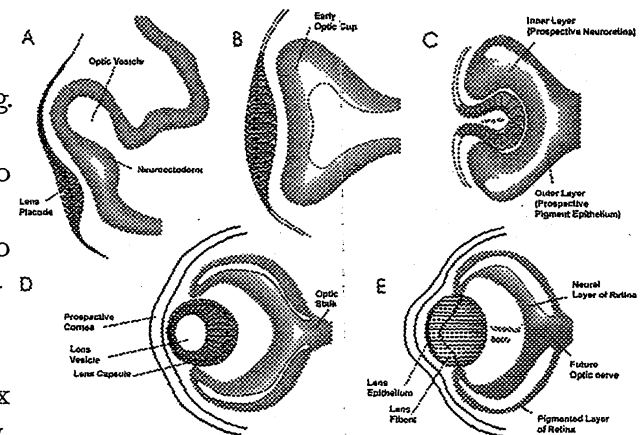 A
Optic Vesicle
Neuroectoderm
Lens
Placode
B
Early
Optic Cup
C
Inner Layer
(Prospective Neuroretina)
Outer Layer
(Prospective
Pigment Epithelium)
D
Prospective
Cornea
Lens
Vesicle
Lens Capsule
Optic
Stalk
E
Neural
Layer of Retina
Future
Optic nerve
Lens
Epithelium
Lens
Fibers
Pigmented Layer
of Retina